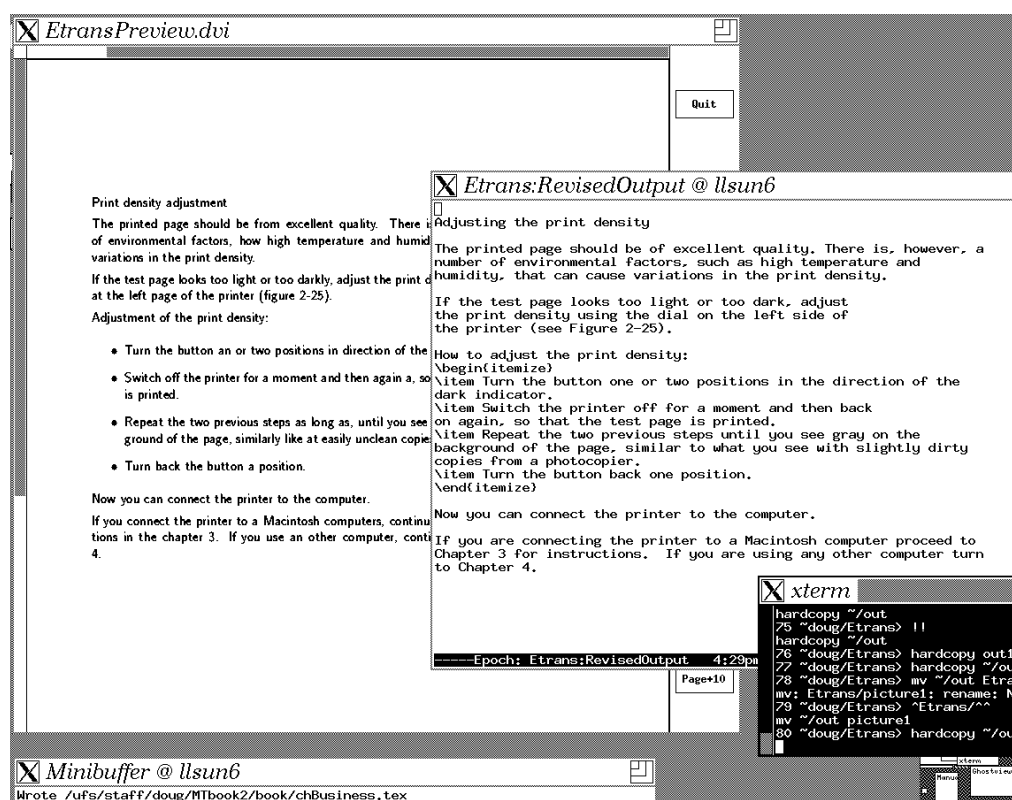 EtransPreview.dvi
Quit
Print density adjustment
The printed page should be from excellent quality. There
of environmental factors, how high temperature and humid
variations in the print density.
If the test page looks too light or too darkly, adjust the print d
at the left page of the printer (figure 2-25).
Adjustment of the print density:
• Turn the button an or two positions in direction of the
• Switch off the printer for a moment and then again a, so
is printed.
• Repeat the two previous steps as long as, until you see
ground of the page, similarly like at easily unclean copie
• Turn back the button a position.
Now you can connect the printer to the computer.
If you connect the printer to a Macintosh computers, continu
tions in the chapter 3. If you use an other computer, conti
4.
Page+10
Etrans:RevisedOutput @ llsun6
Adjusting the print density
The printed page should be of excellent quality. There is, however, a
number of environmental factors, such as high temperature and
humidity, that can cause variations in the print density.
If the test page looks too light or too dark, adjust
the print density using the dial on the left side of
the printer (see Figure 2-25).
How to adjust the print density:
\begin{itemize}
\item Turn the button one or two positions in the direction of the
dark indicator.
\item Switch the printer off for a moment and then back
on again, so that the test page is printed.
\item Repeat the two previous steps until you see gray on the
background of the page, similar to what you see with slightly dirty
copies from a photocopier.
\item Turn the button back one position.
\end{itemize}
Now you can connect the printer to the computer.
If you are connecting the printer to a Macintosh computer proceed to
Chapter 3 for instructions. If you are using any other computer turn
to Chapter 4.
-----Epoch: Etrans:RevisedOutput 4:29pm
xterm
hardcopy ~/out
75 ~doug/Etrans> !!
hardcopy ~/out
76 ~doug/Etrans> hardcopy out1
77 ~doug/Etrans> hardcopy ~/ou
78 ~doug/Etrans> mv ~/out Etra
mv: Etrans/picture1: rename: N
79 ~doug/Etrans> ^Etrans/^^
mv ~/out picture1
80 ~doug/Etrans> hardcopy ~/ou
xterm
Ghostview
Minibuffer @ llsun6
Wrote /ufs/staff/doug/MTbook2/book/chBusiness.tex